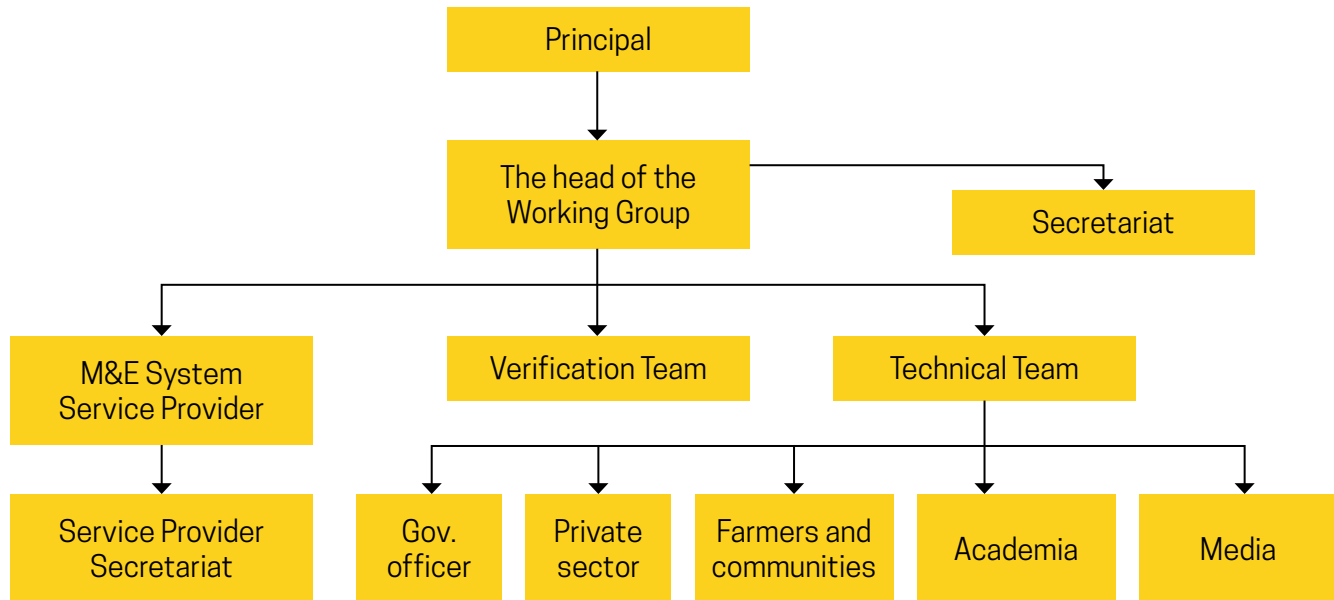 Principal
The head of the
Working Group
Secretariat
M&E System
Service Provider
Verification Team
Technical Team
Service Provider
Secretariat
Gov.
officer
Private
sector
Farmers and
communities
Academia
Media